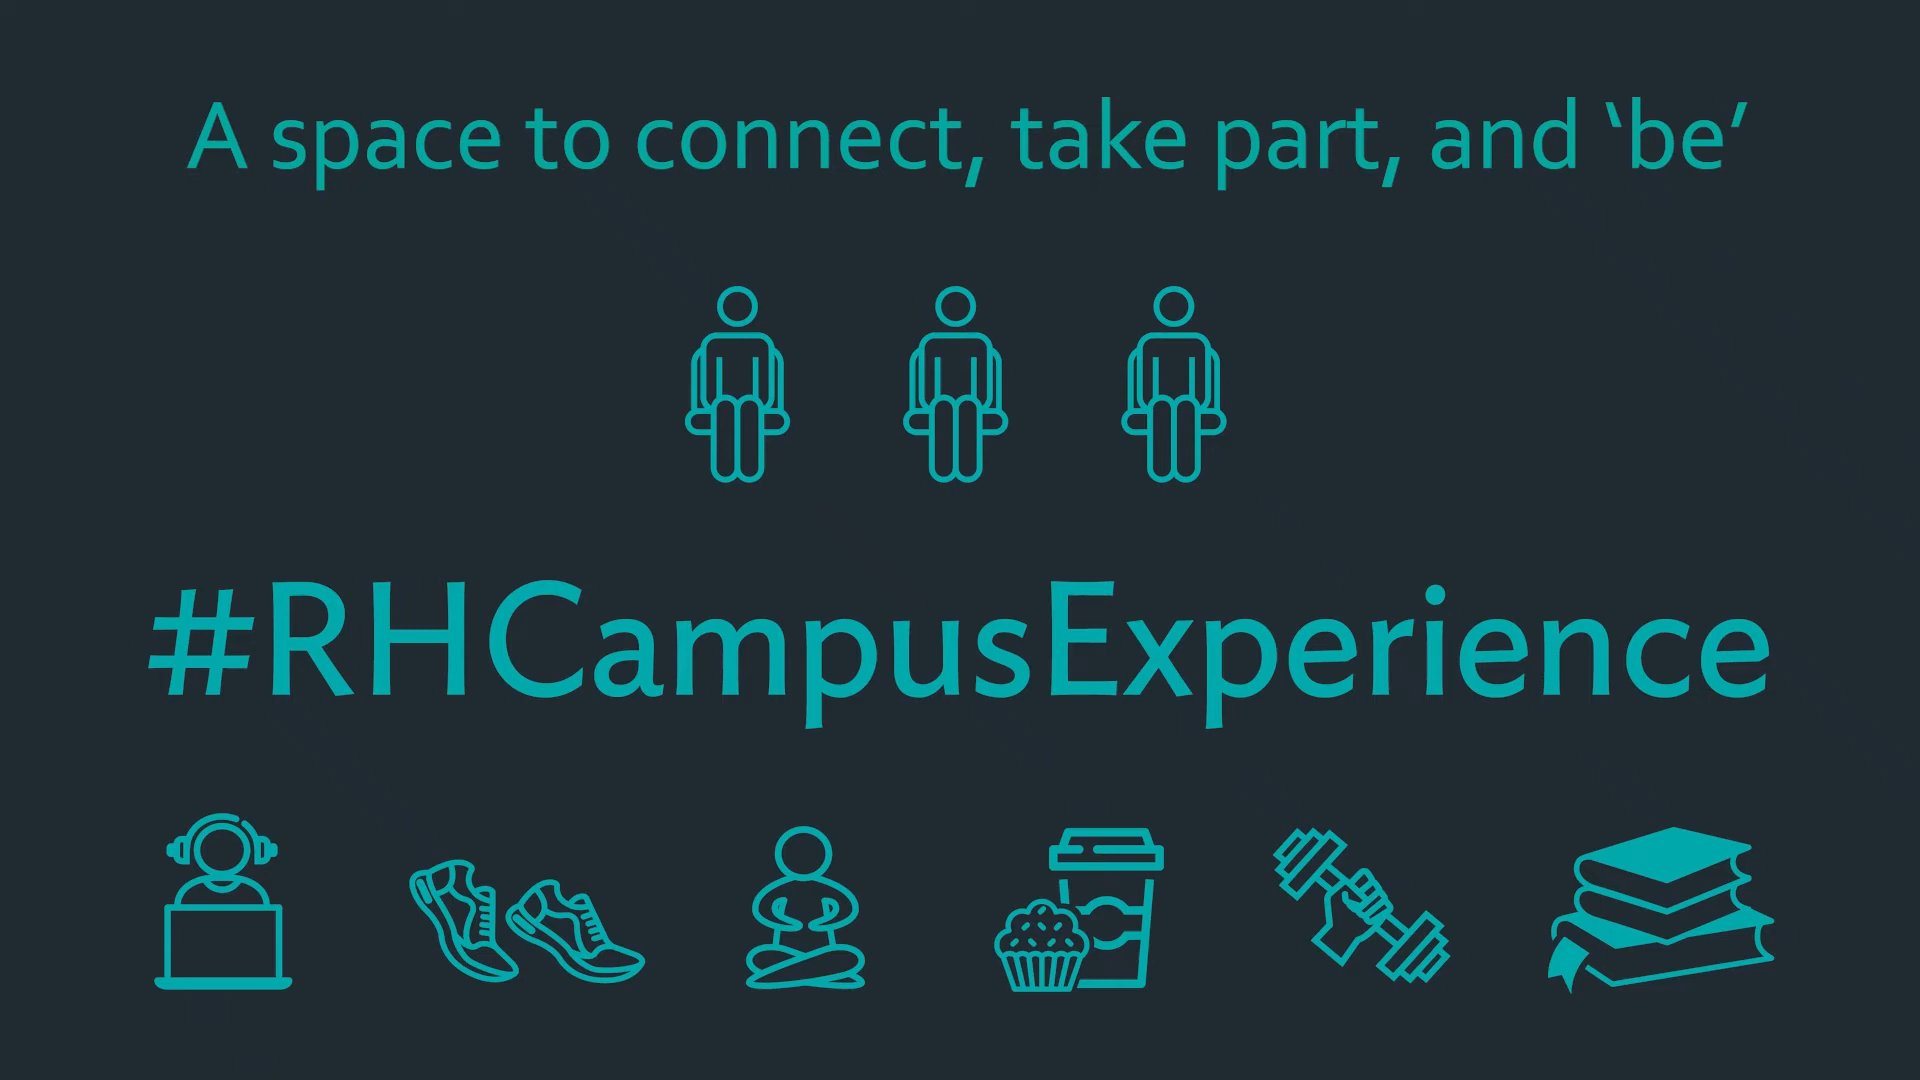 A space to connect, take part, and ‘be’
#RHCampusExperience